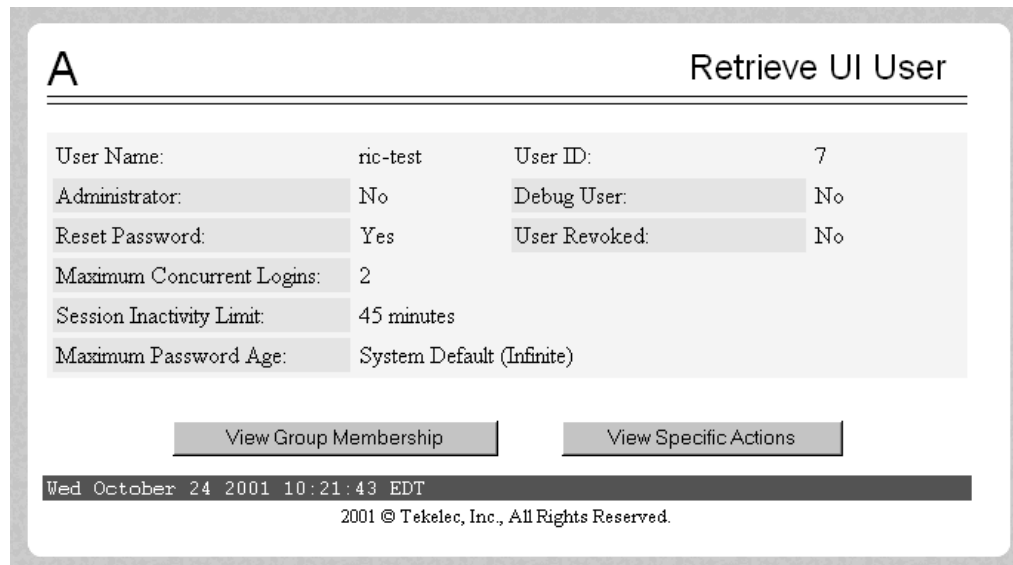 A Retrieve UI User
User Name: ric-test User ID: 7
Administrator: No Debug User: No
Reset Password: Yes User Revoked: No
Maximum Concurrent Logins: 2
Session Inactivity Limit: 45 minutes
Maximum Password Age: System Default (Infinite)
View Group Membership View Specific Actions
Wed October 24 2001 10:21:43 EDT
2001 © Tekelec, Inc., All Rights Reserved.